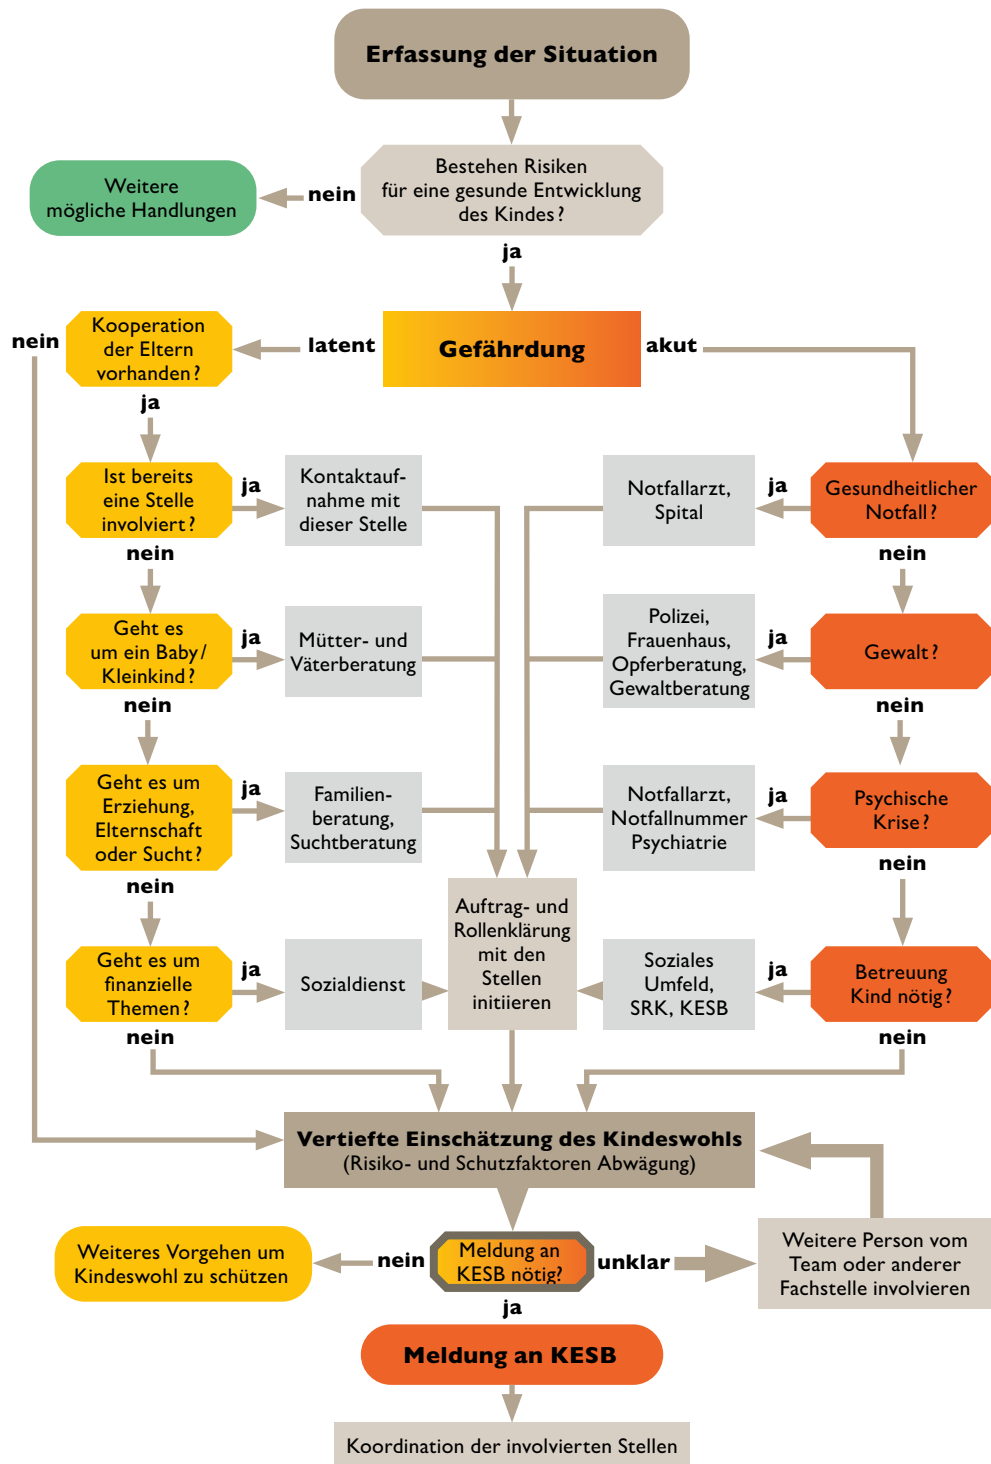 Erfassung der Situation
Bestehen Risiken
für eine gesunde Entwicklung
des Kindes?
nein
Weitere
mögliche Handlungen
ja
Gefährdung
latent
akut
nein
Kooperation
der Eltern
vorhanden?
ja
Ist bereits
eine Stelle
involviert?
ja
Kontaktauf-
nahme mit
dieser Stelle
nein
Geht es
um ein Baby/
Kleinkind?
ja
Mütter- und
Väterberatung
nein
Geht es um
Erziehung,
Elternschaft
oder Sucht?
ja
Familien-
beratung,
Suchtberatung
nein
Geht es um
finanzielle
Themen?
ja
Sozialdienst
nein
Gesundheitlicher
Notfall?
ja
Notfallarzt,
Spital
nein
Gewalt?
ja
Polizei,
Frauenhaus,
Opferberatung,
Gewaltberatung
nein
Psychische
Krise?
ja
Notfallarzt,
Notfallnummer
Psychiatrie
nein
Betreuung
Kind nötig?
ja
Soziales
Umfeld,
SRK, KESB
nein
Auftrag- und
Rollenklärung
mit den
Stellen
initiieren
Vertiefte Einschätzung des Kindeswohls
(Risiko- und Schutzfaktoren Abwägung)
Meldung an
KESB nötig?
nein
Weiteres Vorgehen um
Kindeswohl zu schützen
unklar
Weitere Person vom
Team oder anderer
Fachstelle involvieren
ja
Meldung an KESB
Koordination der involvierten Stellen